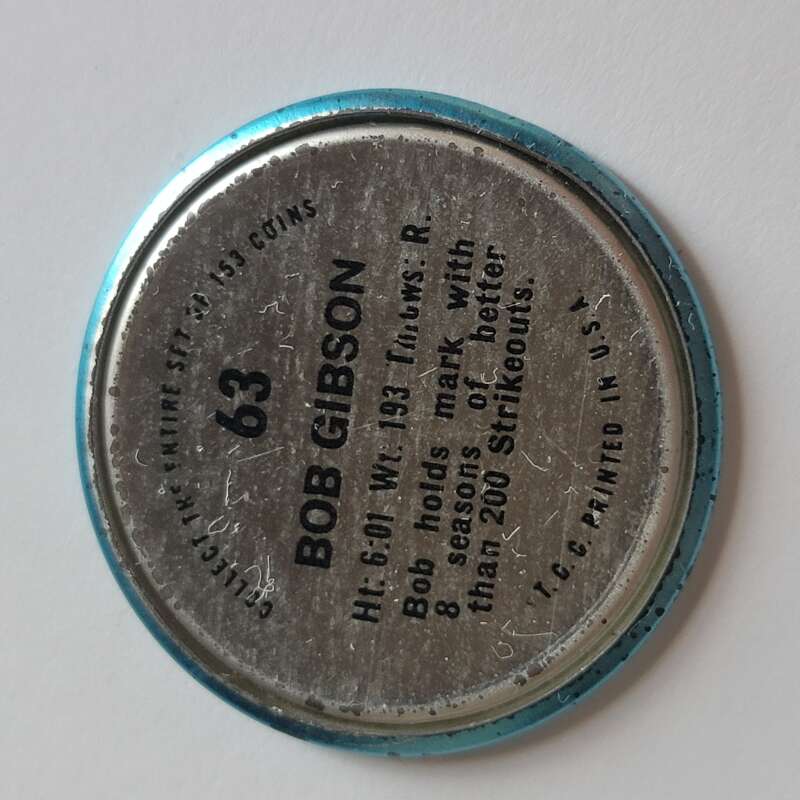 COLLECT THE ENTIRE SET OF 153 COINS
63
BOB GIBSON
Ht: 6:01 Wt. 193 Throws: R.
Bob holds mark with
8 seasons of better
than 200 Strikeouts.
T.C.G. PRINTED IN U.S.A.